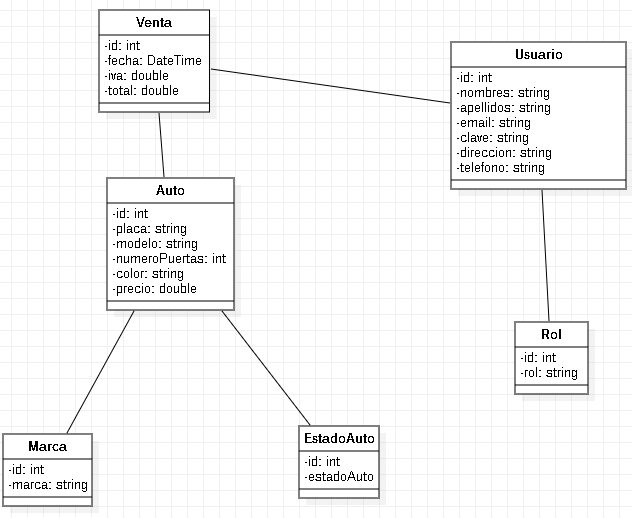 Venta
-id: int
-fecha: DateTime
-iva: double
-total: double
Usuario
-id: int
-nombres: string
-apellidos: string
-email: string
-clave: string
-direccion: string
-telefono: string
Auto
-id: int
-placa: string
-modelo: string
-numeroPuertas: int
-color: string
-precio: double
Rol
-id: int
-rol: string
Marca
-id: int
-marca: string
EstadoAuto
-id: int
-estadoAuto